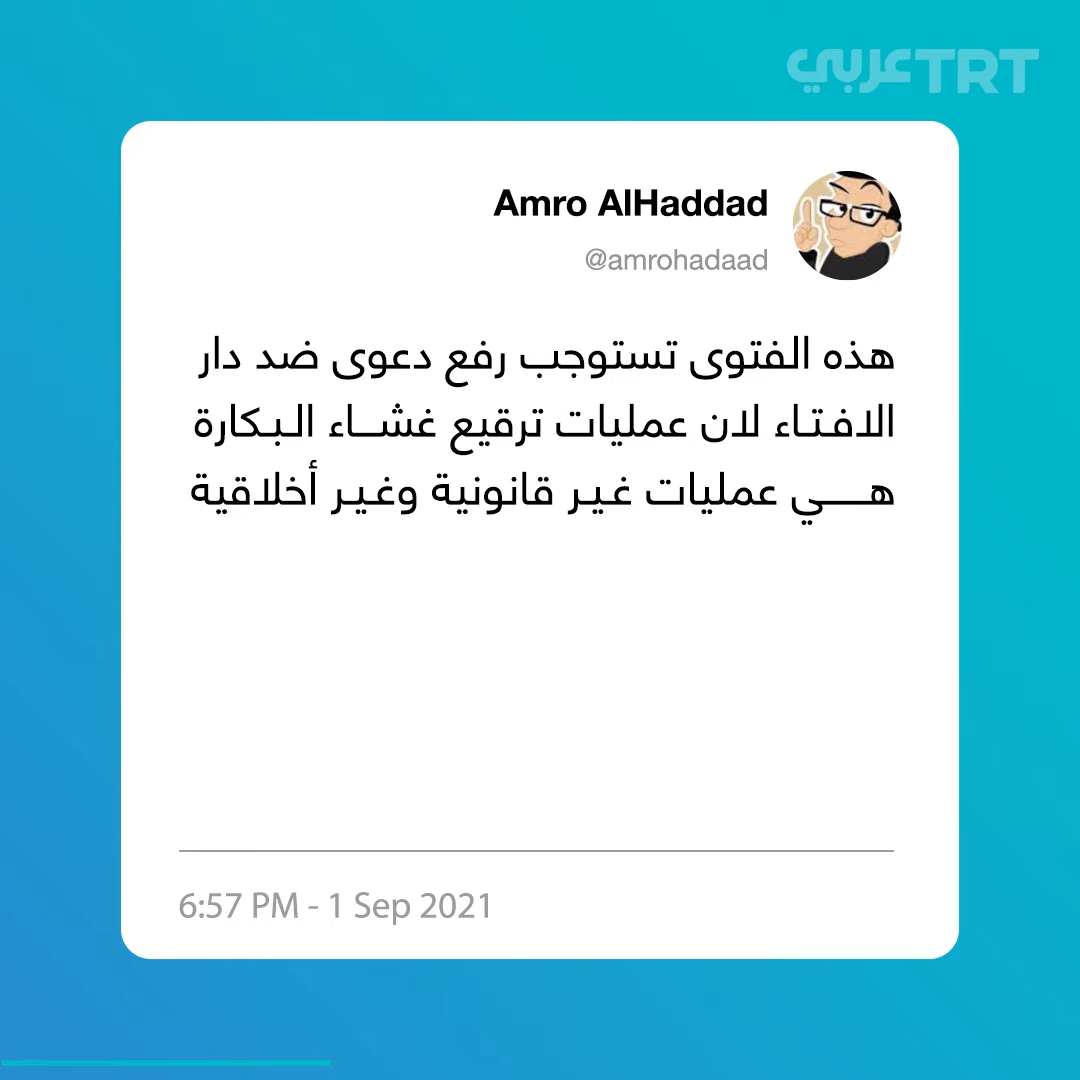 TRT عربي
Amro AlHaddad
@amrohadaad
هذه الفتوى تستوجب رفع دعوى ضد دار
الافتاء لان عمليات ترقيع غشاء البكارة
هي عمليات غير قانونية وغير أخلاقية
6:57 PM - 1 Sep 2021